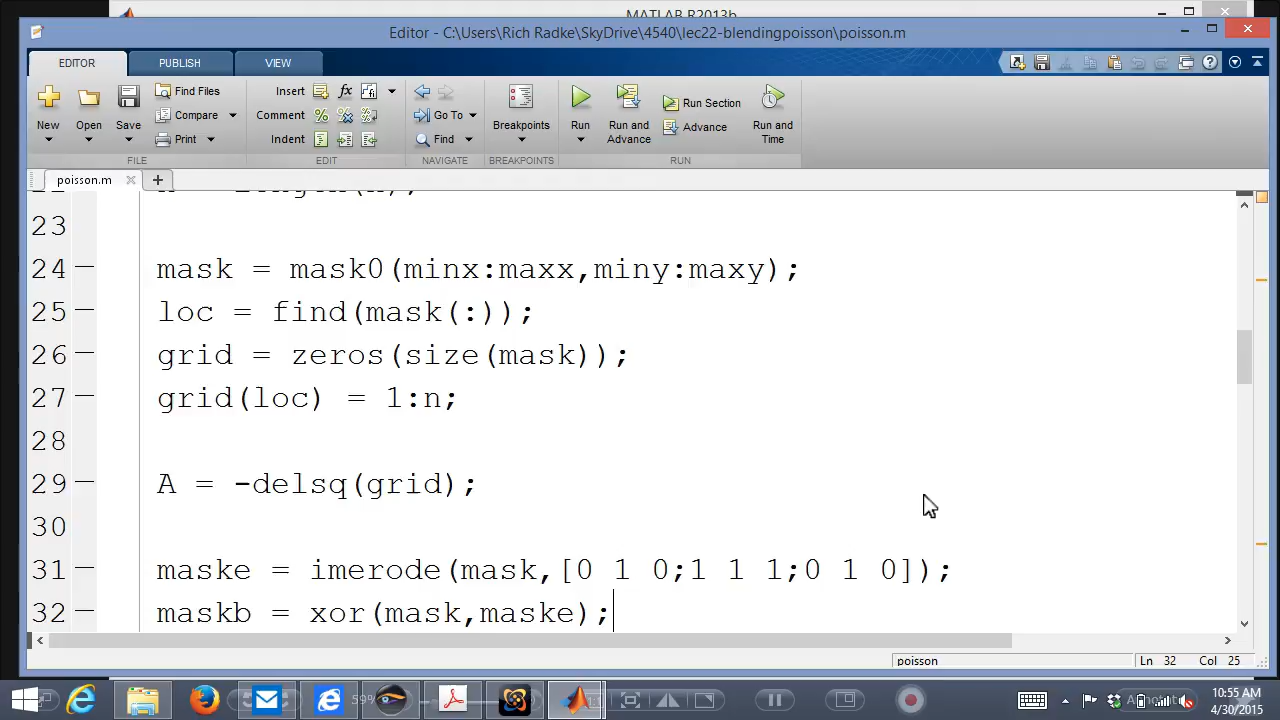 MATLAB R2013b
Editor - C:\Users\Rich Radke\SkyDrive\4540\lec22-blendingpoisson\poisson.m
EDITOR PUBLISH VIEW
New Open Save Find Files Compare Print
Insert Comment Indent
Go To Find
Breakpoints
Run Run and Advance Run Section Advance Run and Time
FILE EDIT NAVIGATE BREAKPOINTS RUN
poisson.m
23
24 mask = mask0(minx:maxx,miny:maxy);
25 loc = find(mask(:));
26 grid = zeros(size(mask));
27 grid(loc) = 1:n;
28
29 A = -delsq(grid);
30
31 maske = imerode(mask,[0 1 0;1 1 1;0 1 0]);
32 maskb = xor(mask,maske);
poisson Ln 32 Col 25
59%
10:55 AM
4/30/2015